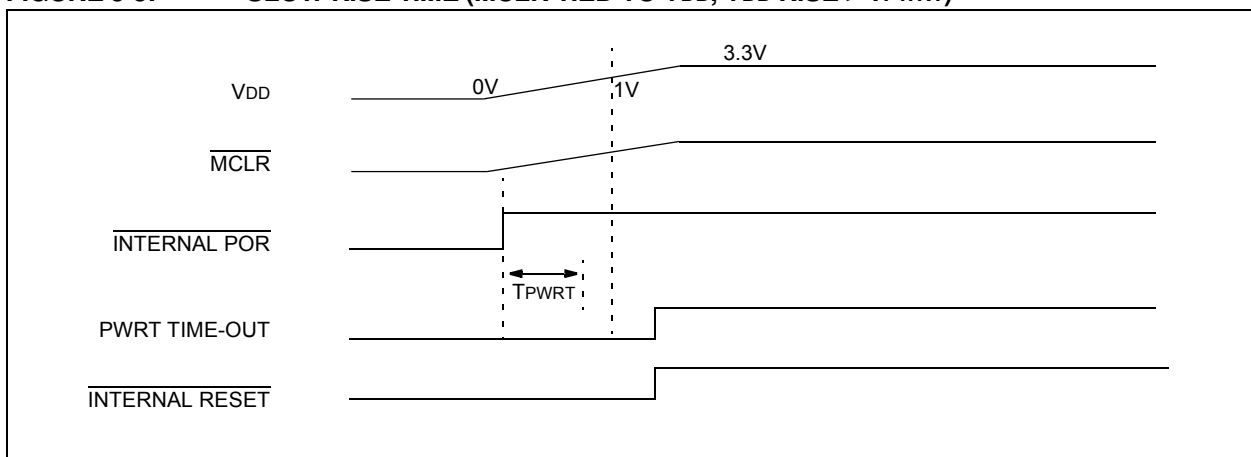 3.3V
VDD
0V
1V
MCLR
INTERNAL POR
TPWRT
PWRT TIME-OUT
INTERNAL RESET